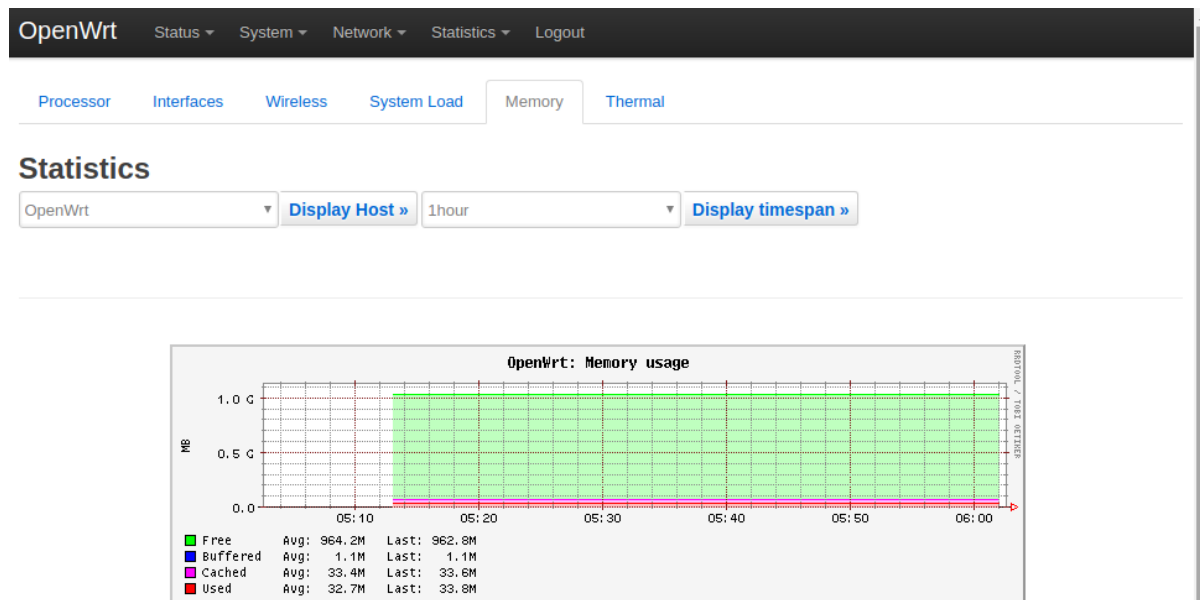 OpenWrt Status System Network Statistics Logout
Processor Interfaces Wireless System Load Memory Thermal
Statistics
OpenWrt Display Host » 1hour Display timespan »
OpenWrt: Memory usage
RRDTOOL / TOBI OETIKER
MB
1.0 G
0.5 G
0.0
05:10 05:20 05:30 05:40 05:50 06:00
Free Avg: 964.2M Last: 962.8M
Buffered Avg: 1.1M Last: 1.1M
Cached Avg: 33.4M Last: 33.6M
Used Avg: 32.7M Last: 33.8M